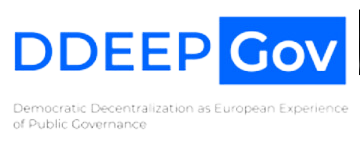 DDEEP Gov
Democratic Decentralization as European Experience
of Public Governance